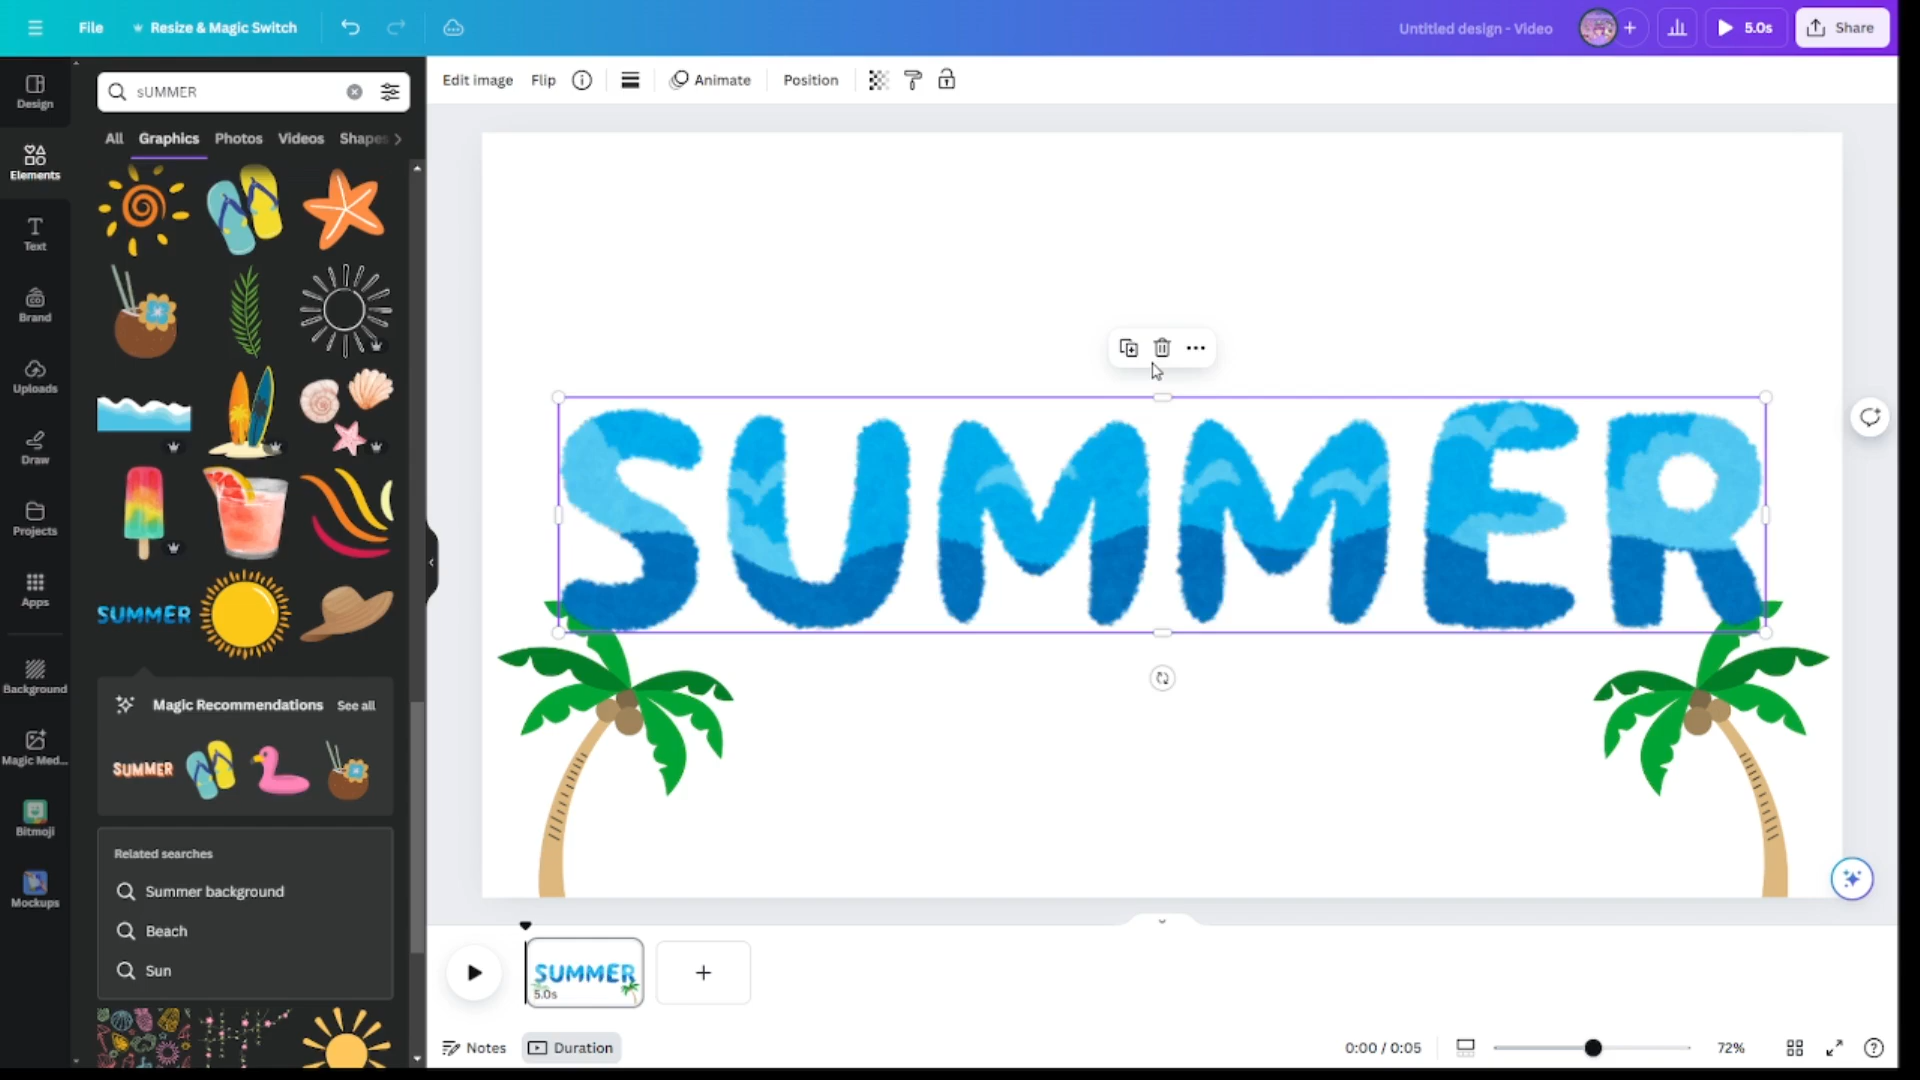 File
Resize & Magic Switch
Untitled design - Video
5.0s
Share
Design
Elements
Text
Brand
Uploads
Draw
Projects
Apps
Background
Magic Med...
Bitmoji
Mockups
sUMMER
All Graphics Photos Videos Shapes
SUMMER
Magic Recommendations See all
SUMMER
Related searches
Summer background
Beach
Sun
Edit image Flip Animate Position
SUMMER
SUMMER
5.0s
Notes Duration
0:00 / 0:05
72%